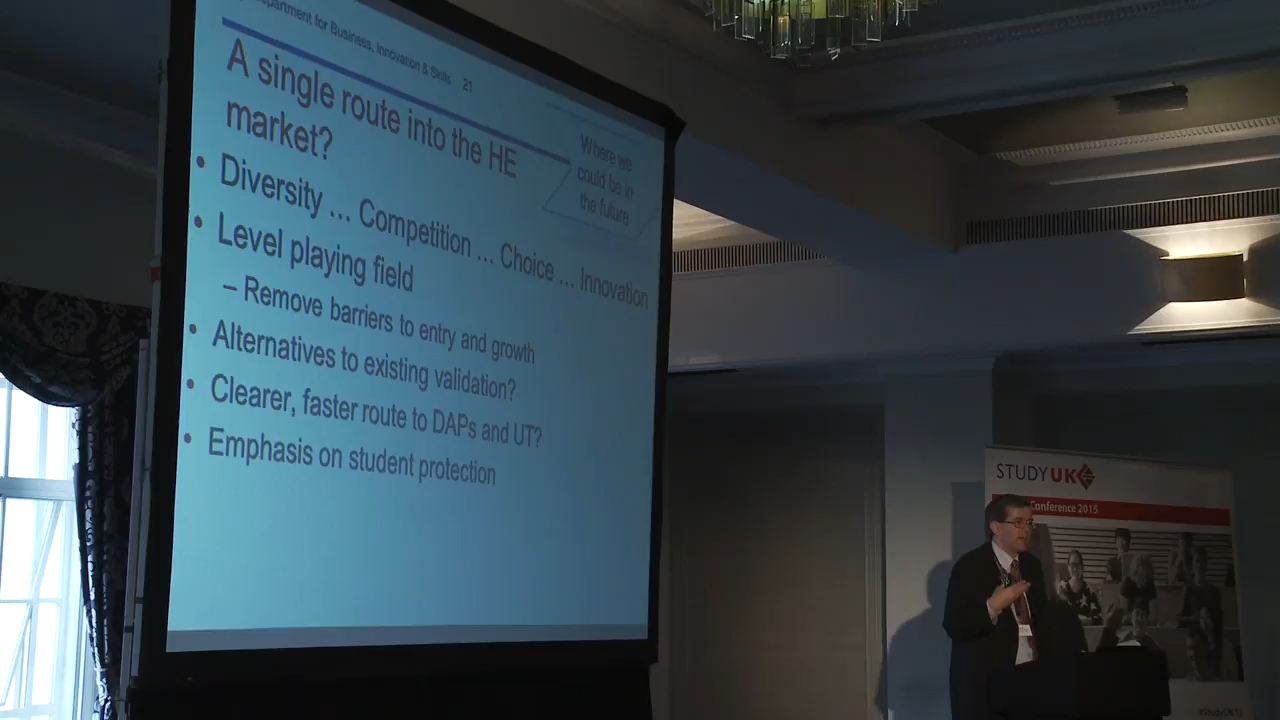 Department for Business, Innovation & Skills 21
A single route into the HE
market?
Where we
could be in
the future
• Diversity ... Competition ... Choice ... Innovation
• Level playing field
– Remove barriers to entry and growth
• Alternatives to existing validation?
• Clearer, faster route to DAPs and UT?
• Emphasis on student protection
STUDY UK
Conference 2015
#StudyUK15